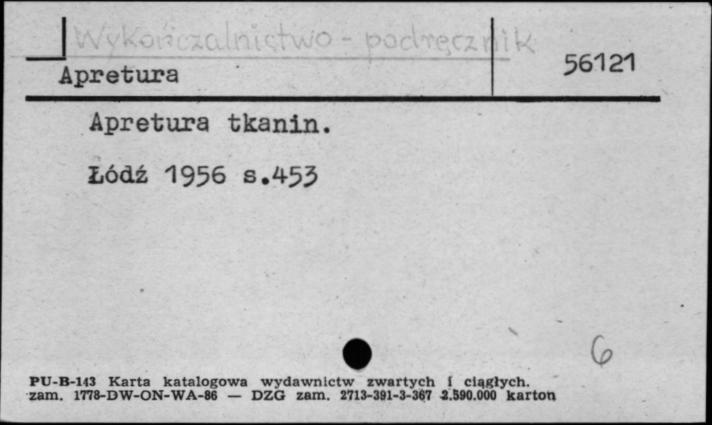 Wykończalnictwo - podręcznik
Apretura
56121
Apretura tkanin.
Łódź 1956 s.453
6
PU-B-143 Karta katalogowa wydawnictw zwartych i ciągłych.
zam. 1778-DW-ON-WA-86 — DZG zam. 2713-391-3-367 2.590.000 karton